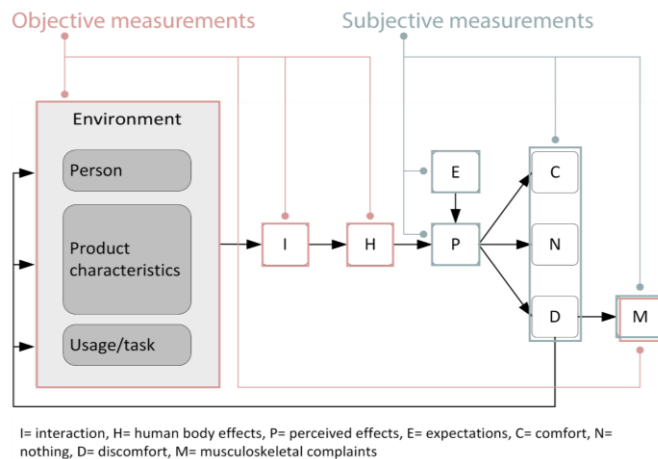 Objective measurements
Subjective measurements
Environment
Person
Product
characteristics
Usage/task
I
H
E
P
C
N
D
M
I= interaction, H= human body effects, P= perceived effects, E= expectations, C= comfort, N=
nothing, D= discomfort, M= musculoskeletal complaints